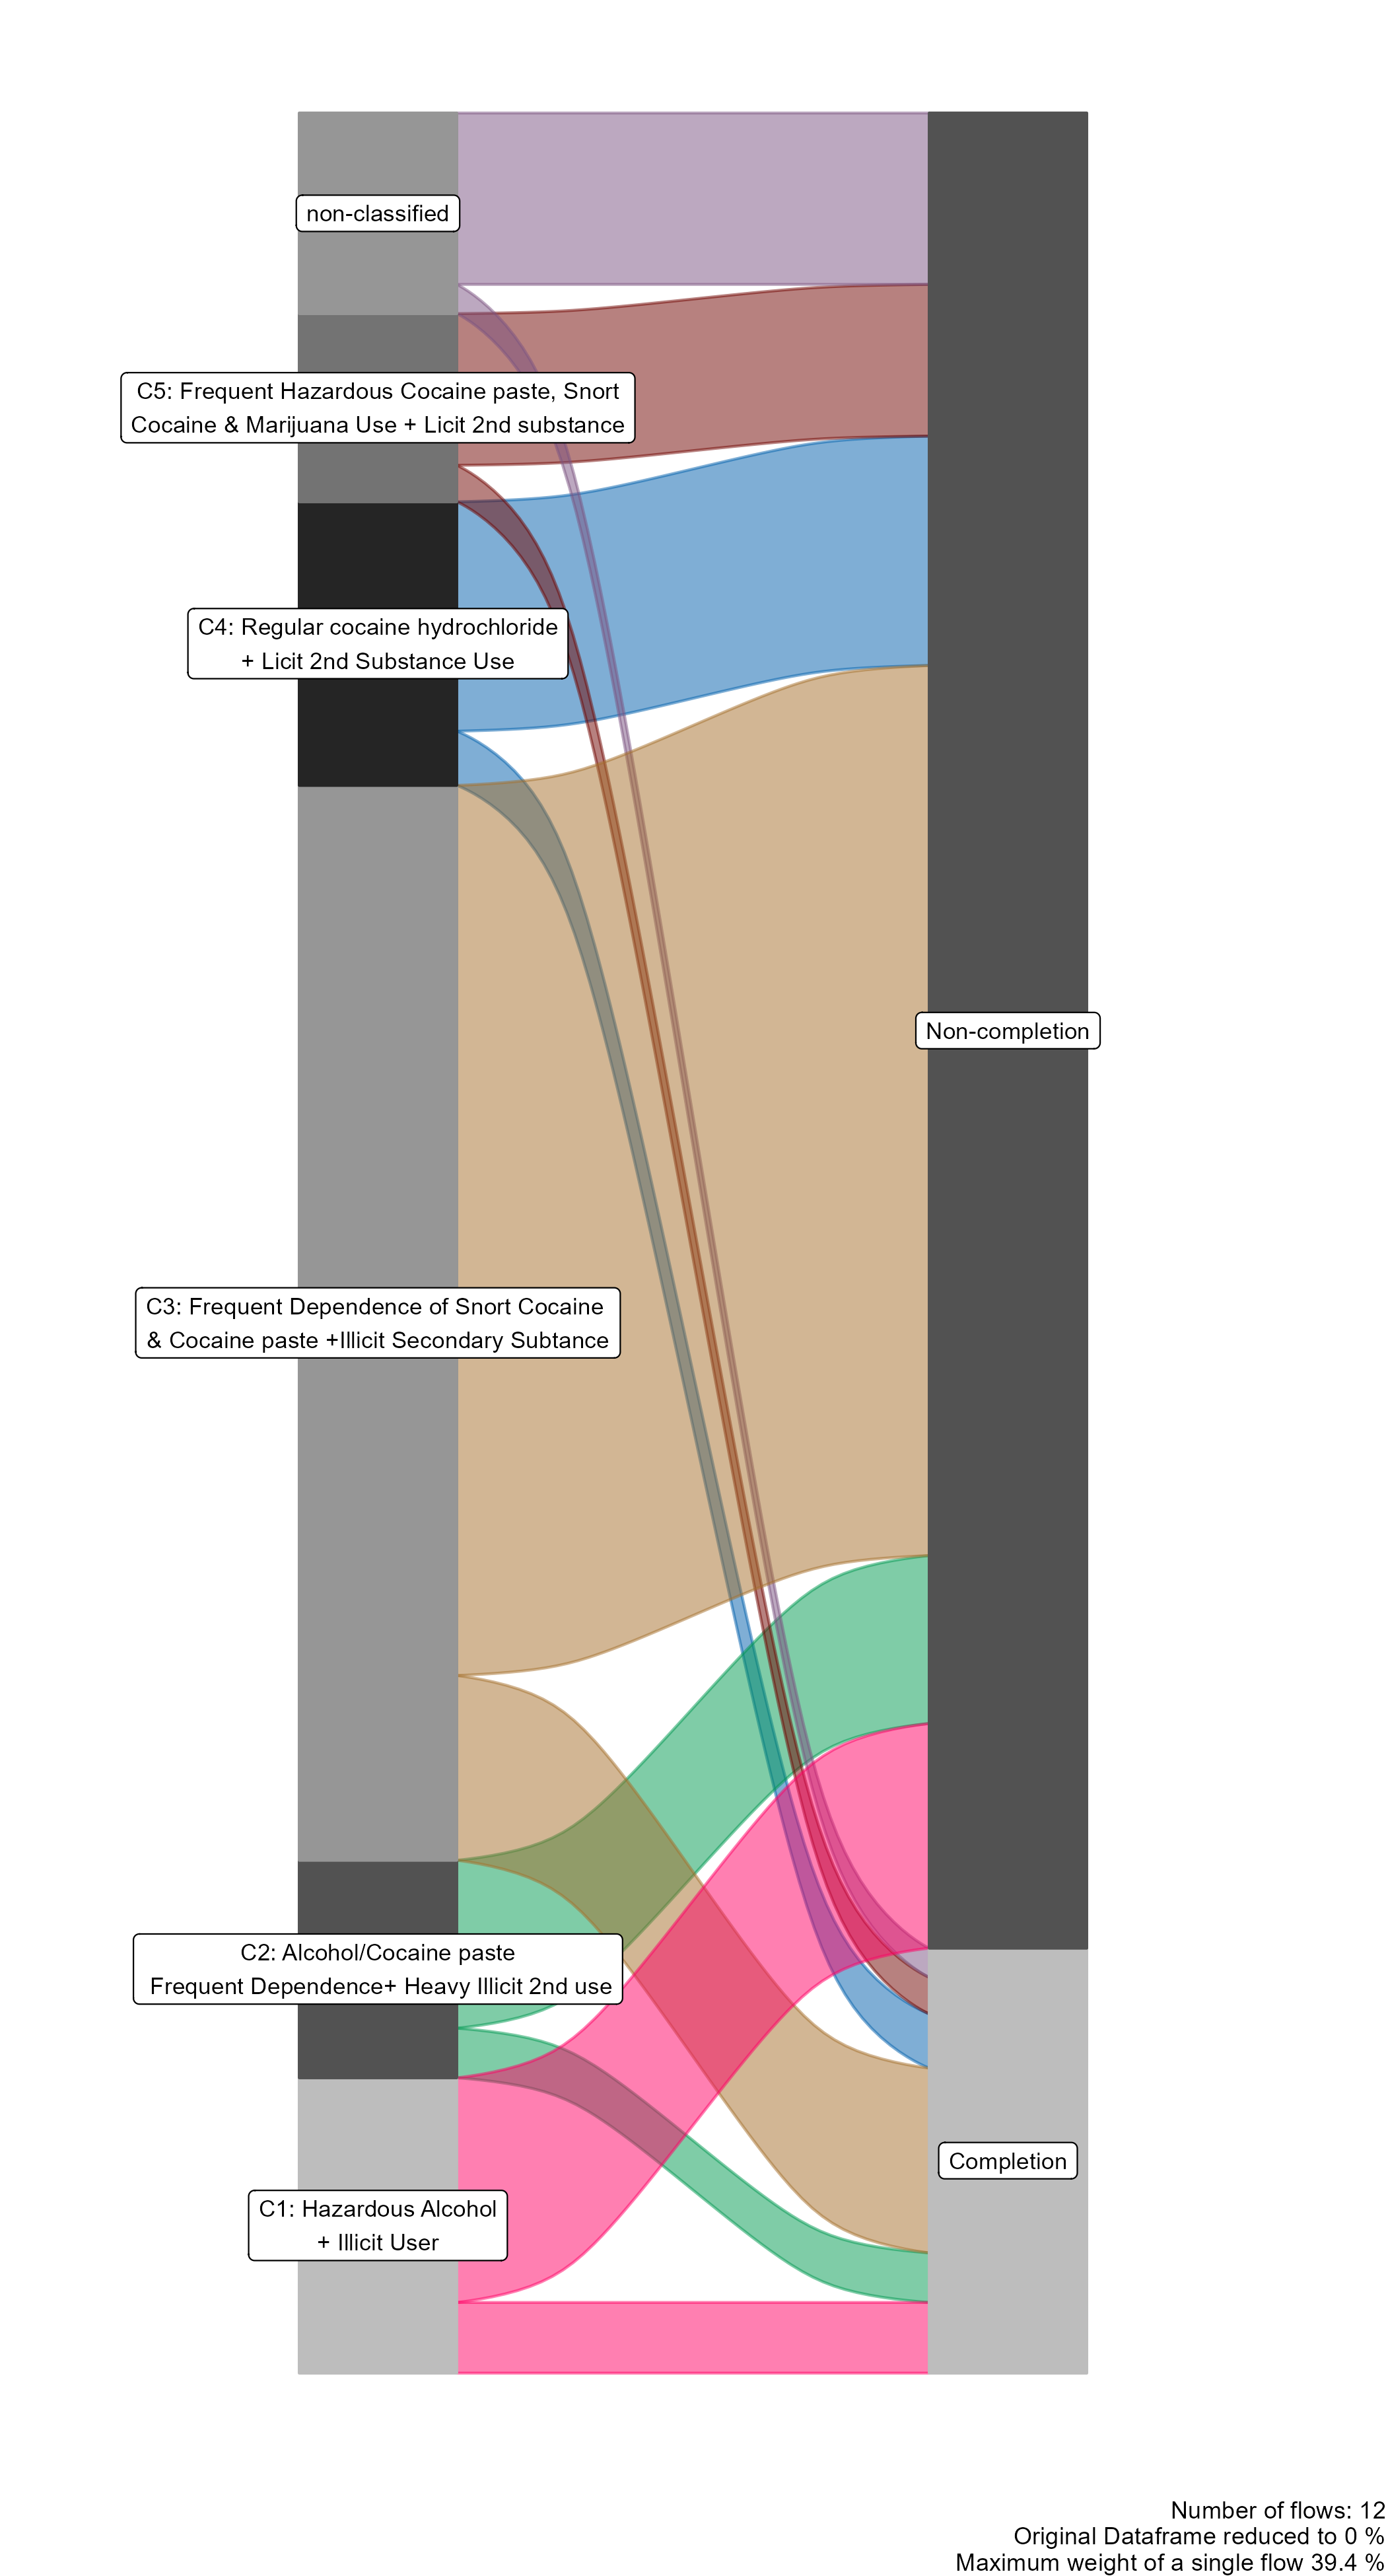 non-classified
C5: Frequent Hazardous Cocaine paste, Snort
Cocaine & Marijuana Use + Licit 2nd substance
C4: Regular cocaine hydrochloride
+ Licit 2nd Substance Use
Non-completion
C3: Frequent Dependence of Snort Cocaine
& Cocaine paste +Illicit Secondary Subtance
C2: Alcohol/Cocaine paste
Frequent Dependence+ Heavy Illicit 2nd use
Completion
C1: Hazardous Alcohol
+ Illicit User
Number of flows: 12
Original Dataframe reduced to 0 %
Maximum weight of a single flow 39.4 %